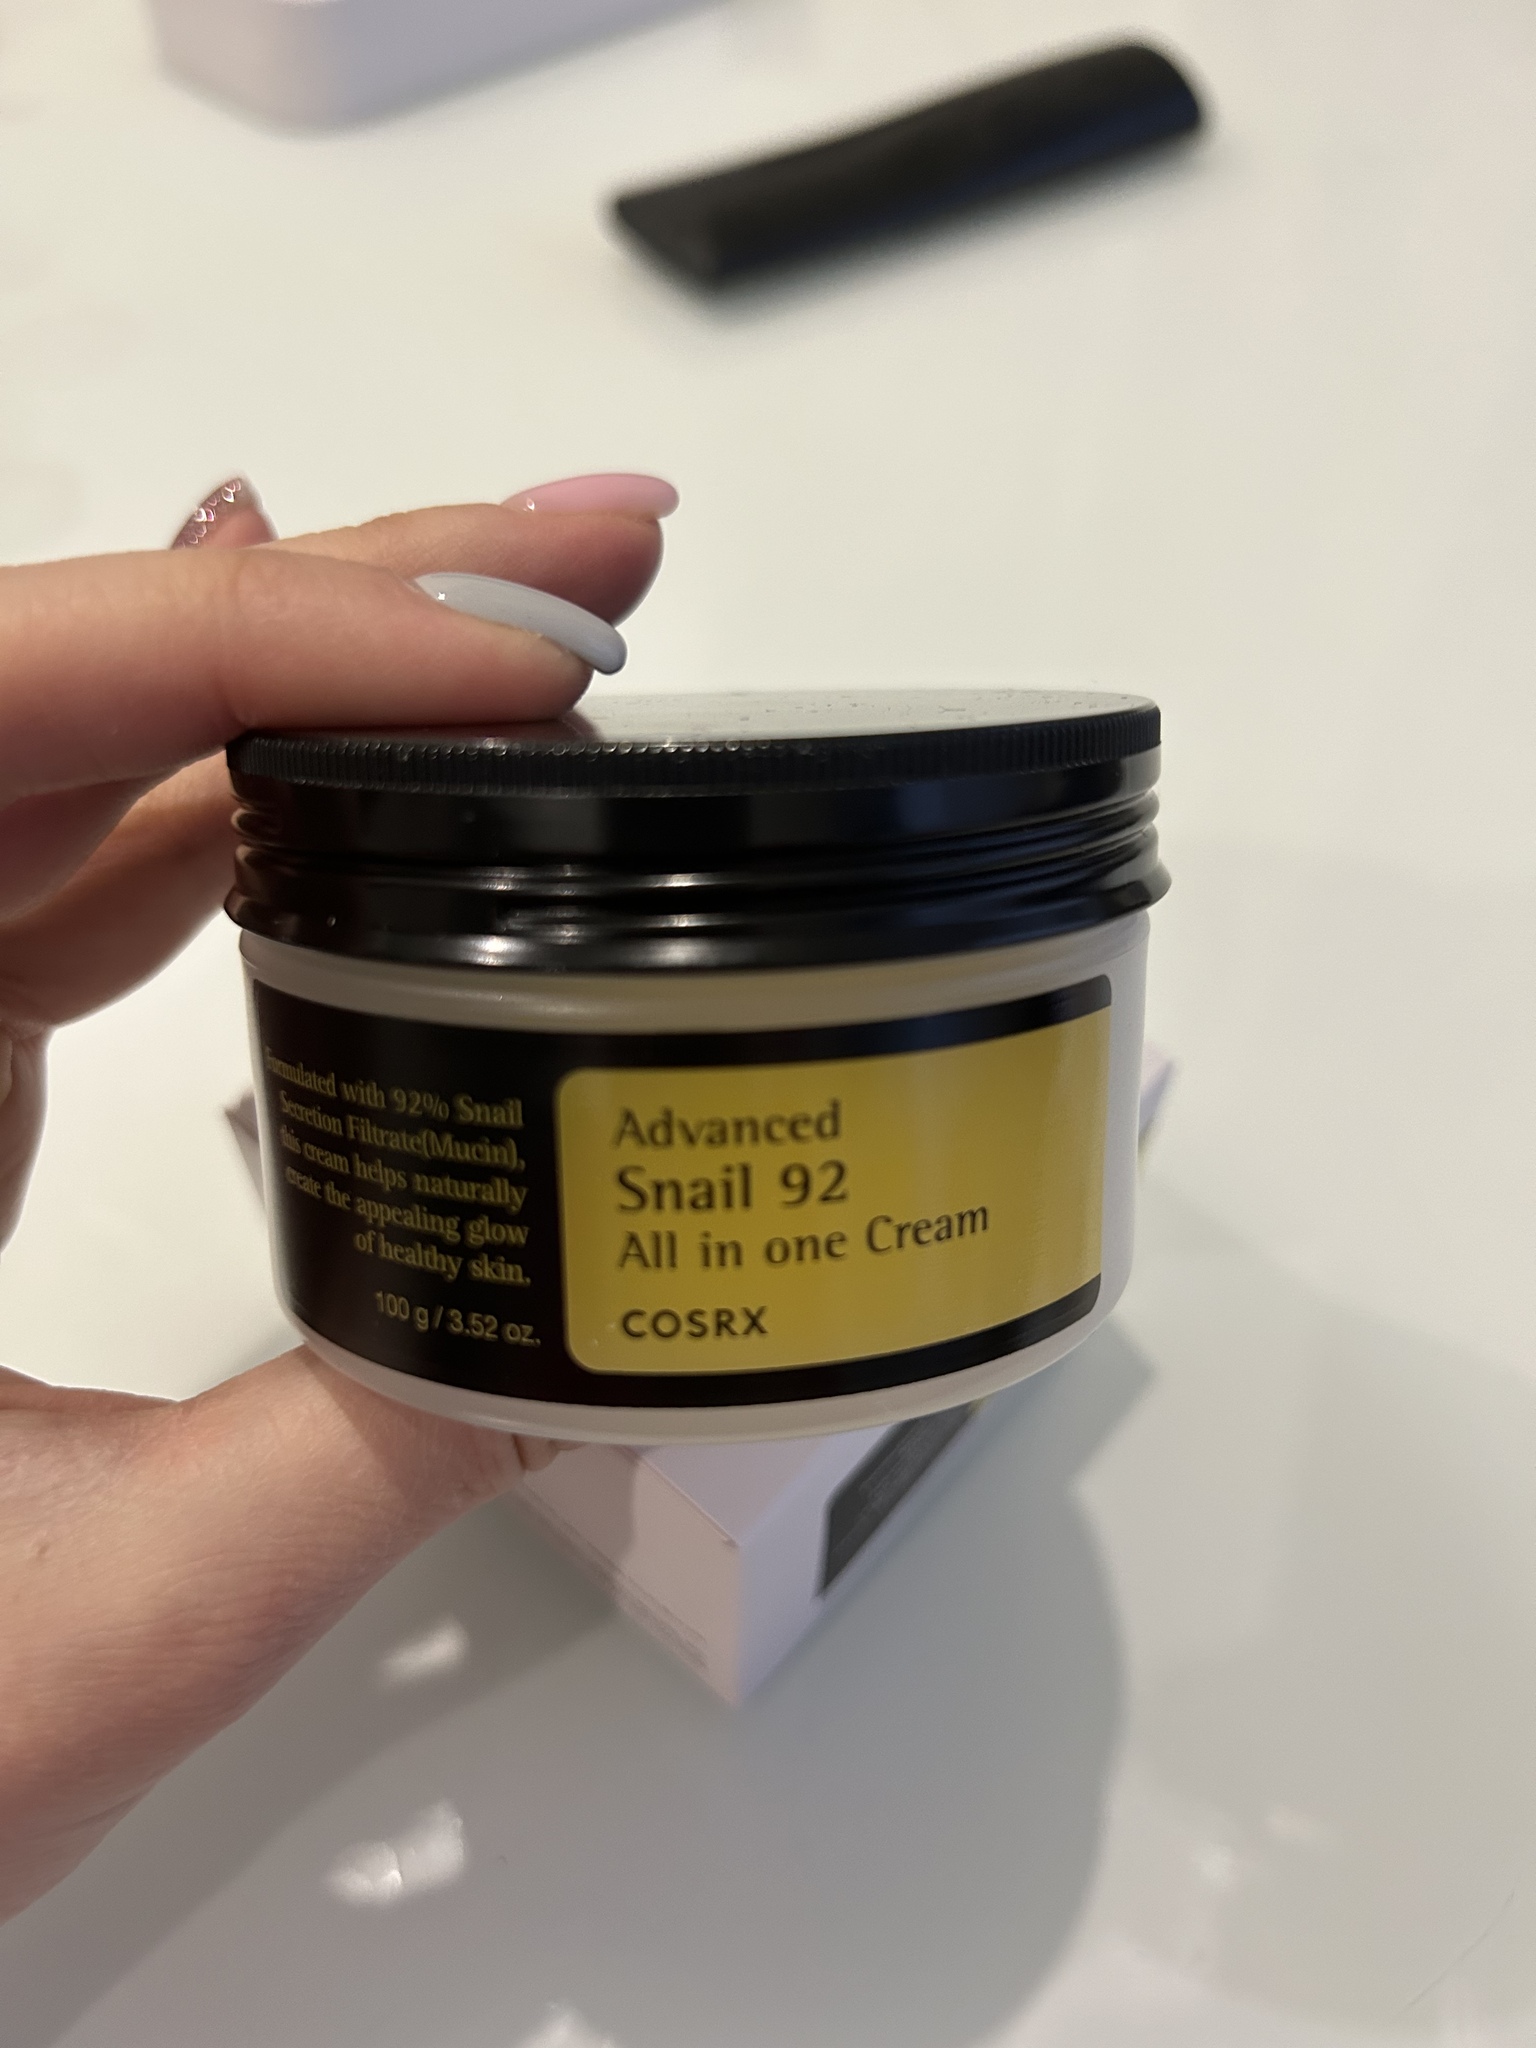 Formulated with 92% Snail
Secretion Filtrate(Mucin),
this cream helps naturally
create the appealing glow
of healthy skin.
100 g / 3.52 oz.
Advanced
Snail 92
All in one Cream
COSRX